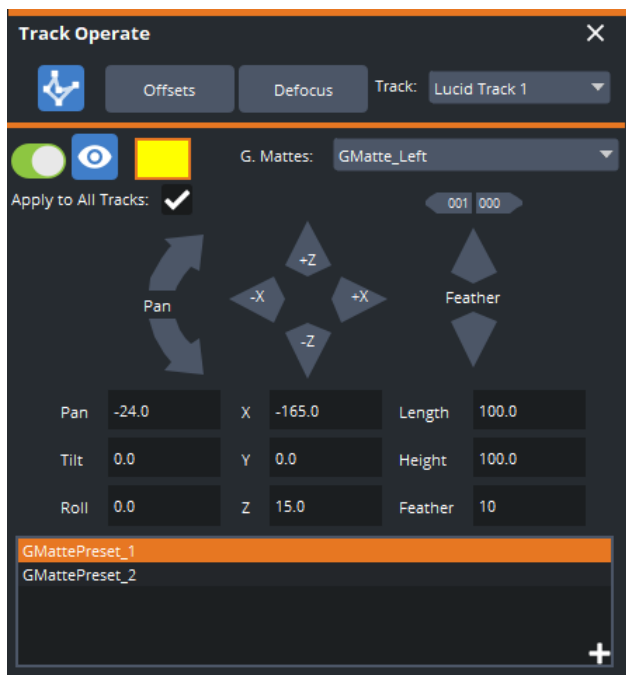 Track Operate
Offsets Defocus Track: Lucid Track 1
G. Mattes: GMatte_Left
Apply to All Tracks:
001 000
+Z
-X +X
Pan Feather
-Z
Pan -24.0 X -165.0 Length 100.0
Tilt 0.0 Y 0.0 Height 100.0
Roll 0.0 Z 15.0 Feather 10
GMattePreset_1
GMattePreset_2